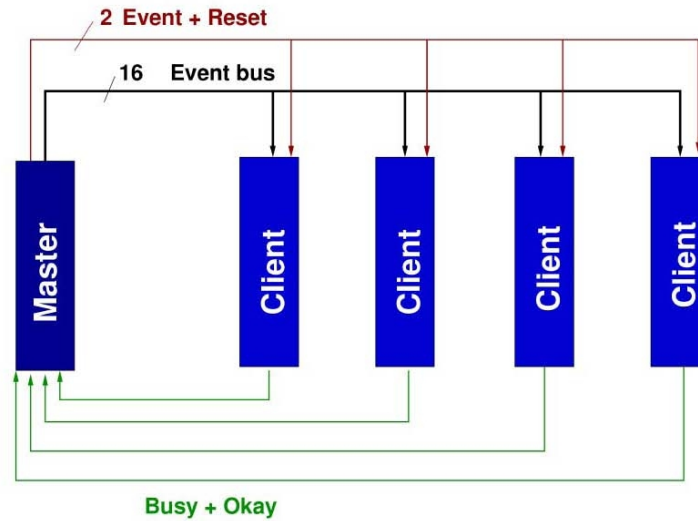 2 Event + Reset
16 Event bus
Master
Client
Client
Client
Client
Busy + Okay